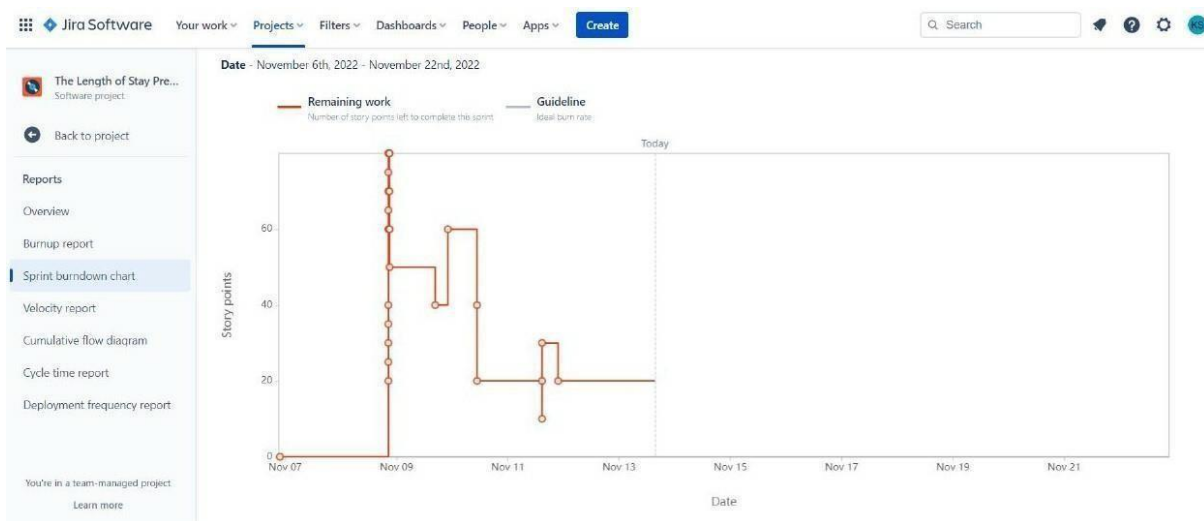 Jira Software Your work Projects Filters Dashboards People Apps Create Search KS
The Length of Stay Pre...
Software project
Back to project
Reports
Overview
Burnup report
Sprint burndown chart
Velocity report
Cumulative flow diagram
Cycle time report
Deployment frequency report
You're in a team-managed project
Learn more
Date - November 6th, 2022 - November 22nd, 2022
Remaining work
Number of story points left to complete this sprint
Guideline
Ideal burn rate
Today
Story points
60
40
20
0
Nov 07 Nov 09 Nov 11 Nov 13 Nov 15 Nov 17 Nov 19 Nov 21
Date